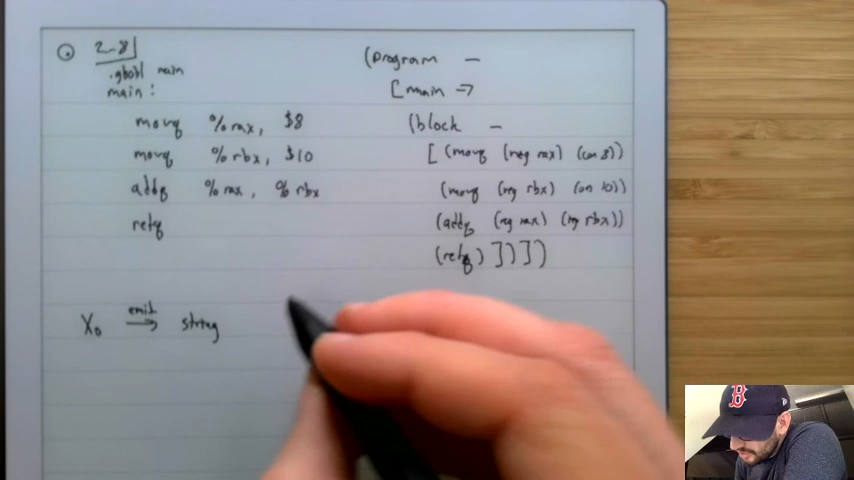 2-8
.globl main
main:
movq %rax, $8
movq %rbx, $10
addq %rax, %rbx
retq
(program —
[main ->
(block —
[ (movq (reg rax) (con 8))
(movq (reg rbx) (con 10))
(addq (reg rax) (reg rbx))
(retq) ] ) ] )
X₀ emit → string
B